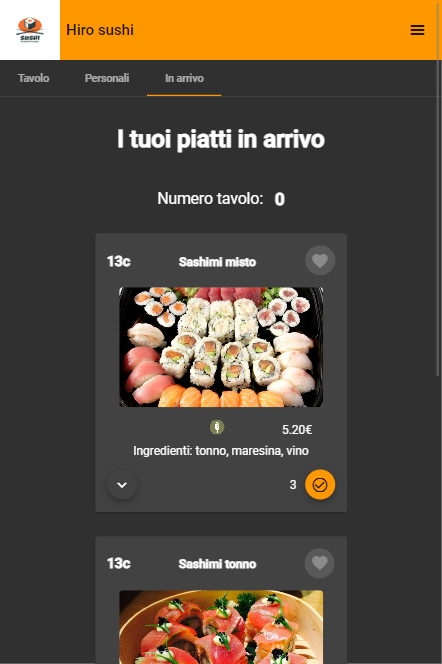 SUSHI
Hiro sushi
Tavolo Personali In arrivo
I tuoi piatti in arrivo
Numero tavolo: 0
13c Sashimi misto
5.20€
Ingredienti: tonno, maresina, vino
3
13c Sashimi tonno